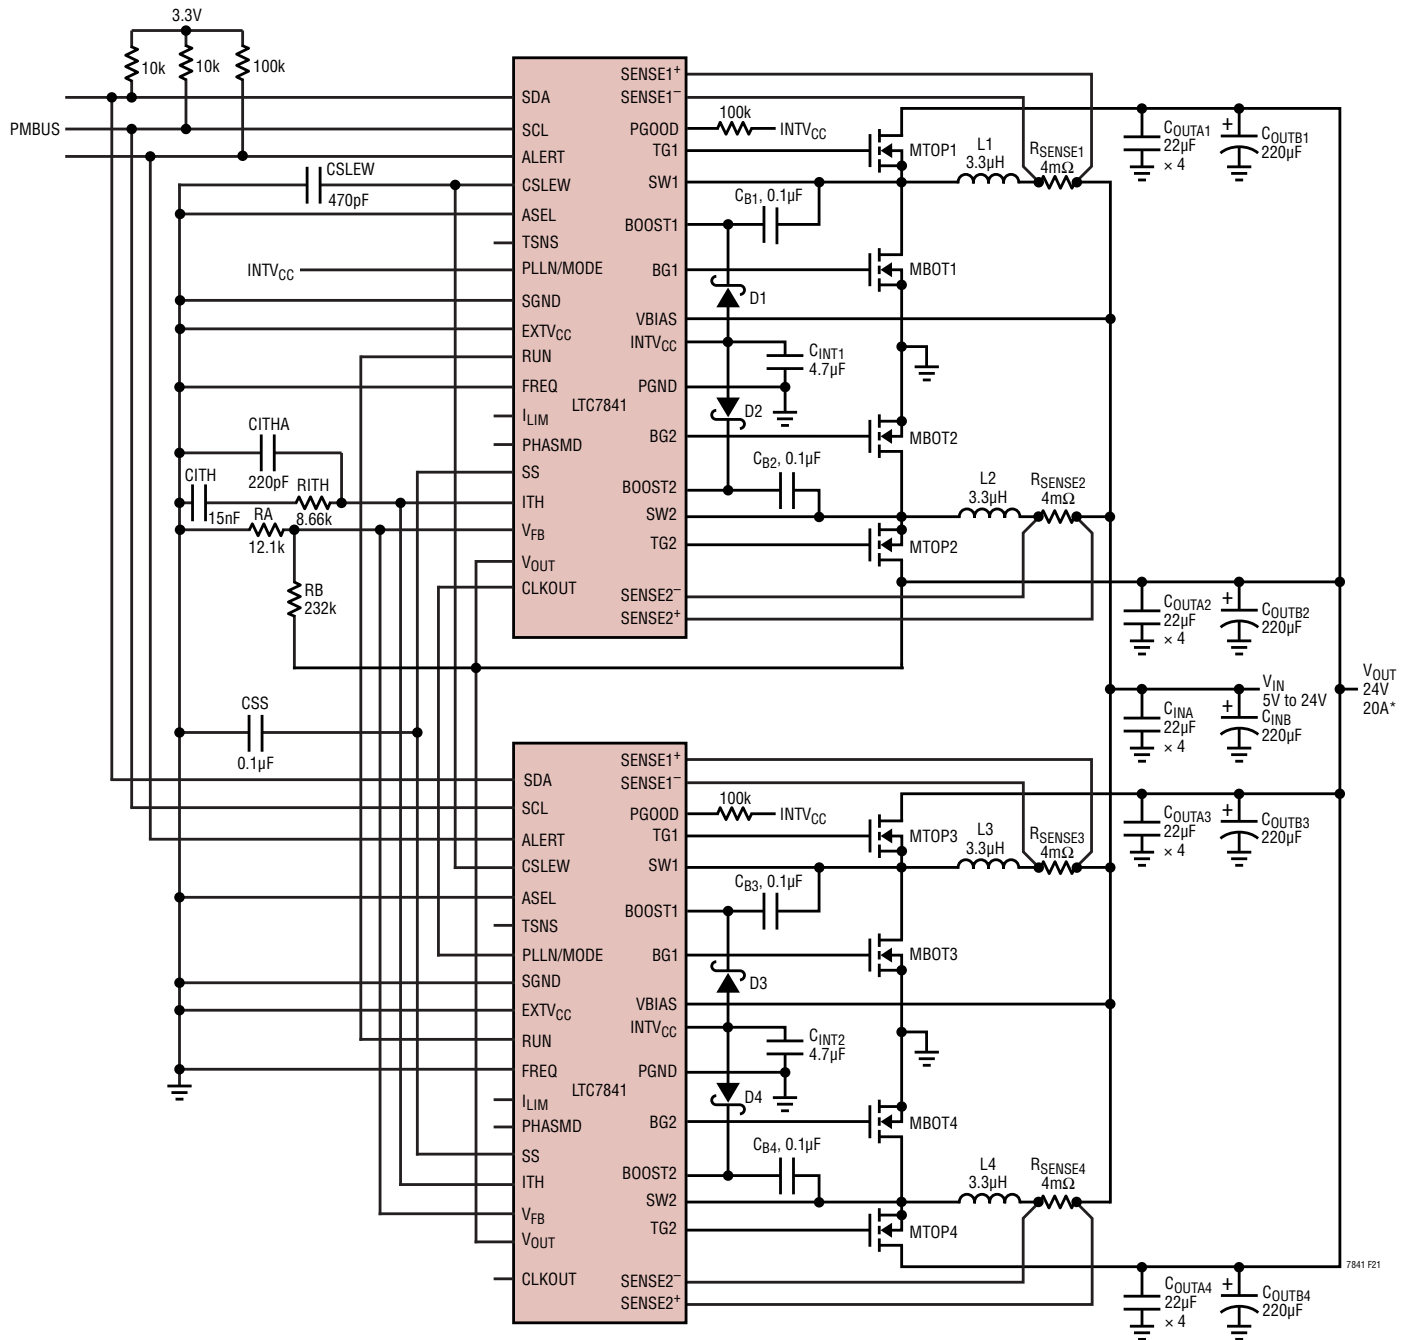 3.3V
10k
10k
100k
PMBUS
CSLEW
470pF
INTVCC
CITHA
220pF
CITH
15nF
RITH
8.66k
RA
12.1k
RB
232k
CSS
0.1µF
SDA
SCL
ALERT
CSLEW
ASEL
TSNS
PLLN/MODE
SGND
EXTVCC
RUN
FREQ
ILIM
PHASMD
SS
ITH
VFB
VOUT
CLKOUT
LTC7841
SENSE1+
SENSE1−
PGOOD
TG1
SW1
BOOST1
BG1
VBIAS
INTVCC
PGND
BG2
BOOST2
SW2
TG2
SENSE2−
SENSE2+
100k
INTVCC
MTOP1
L1
3.3µH
RSENSE1
4mΩ
CB1, 0.1µF
D1
MBOT1
CINT1
4.7µF
D2
MBOT2
CB2, 0.1µF
L2
3.3µH
RSENSE2
4mΩ
MTOP2
COUTA1
22µF
× 4
+
COUTB1
220µF
COUTA2
22µF
× 4
+
COUTB2
220µF
VIN
5V to 24V
CINA
22µF
× 4
+
CINB
220µF
VOUT
24V
20A*
SDA
SCL
ALERT
CSLEW
ASEL
TSNS
PLLN/MODE
SGND
EXTVCC
RUN
FREQ
ILIM
PHASMD
SS
ITH
VFB
VOUT
CLKOUT
LTC7841
SENSE1+
SENSE1−
PGOOD
TG1
SW1
BOOST1
BG1
VBIAS
INTVCC
PGND
BG2
BOOST2
SW2
TG2
SENSE2−
SENSE2+
100k
INTVCC
MTOP3
L3
3.3µH
RSENSE3
4mΩ
CB3, 0.1µF
D3
MBOT3
CINT2
4.7µF
D4
MBOT4
CB4, 0.1µF
L4
3.3µH
RSENSE4
4mΩ
MTOP4
COUTA3
22µF
× 4
+
COUTB3
220µF
COUTA4
22µF
× 4
+
COUTB4
220µF
7841 F21